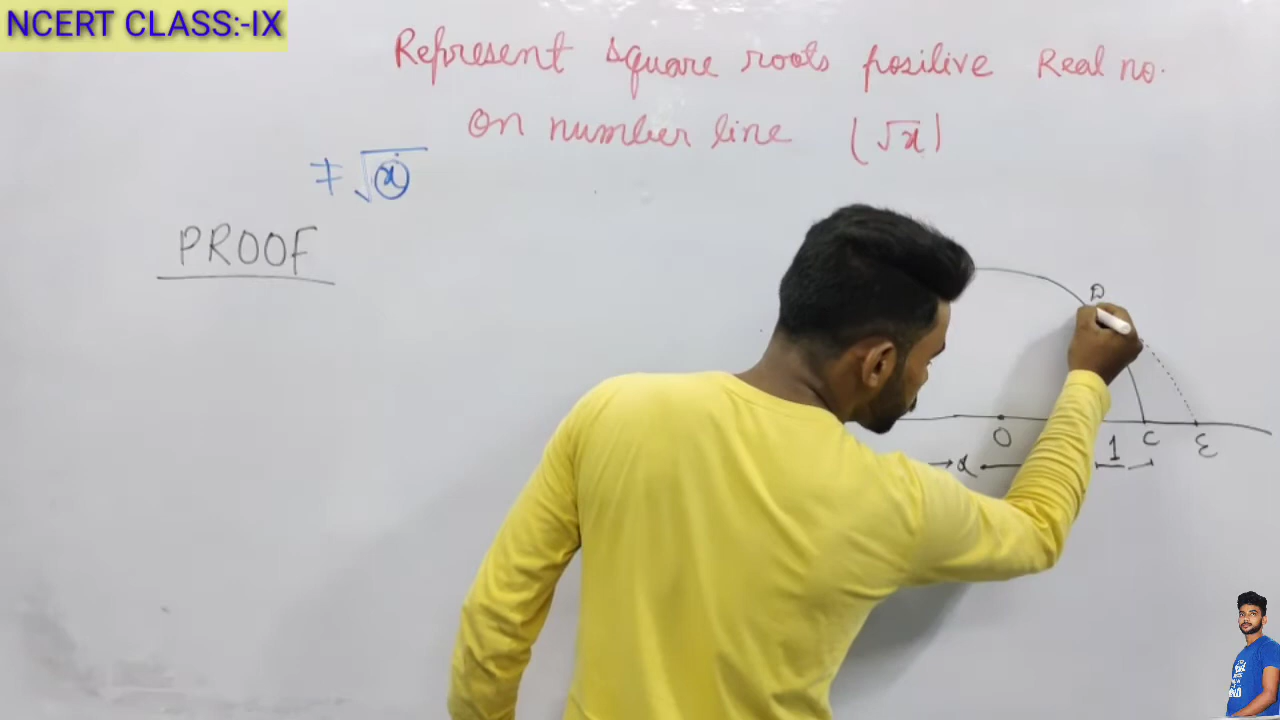 NCERT CLASS:-IX
Represent square roots positive Real no.
on number line (√x)
√x
PROOF
D
O
1
C
E
x